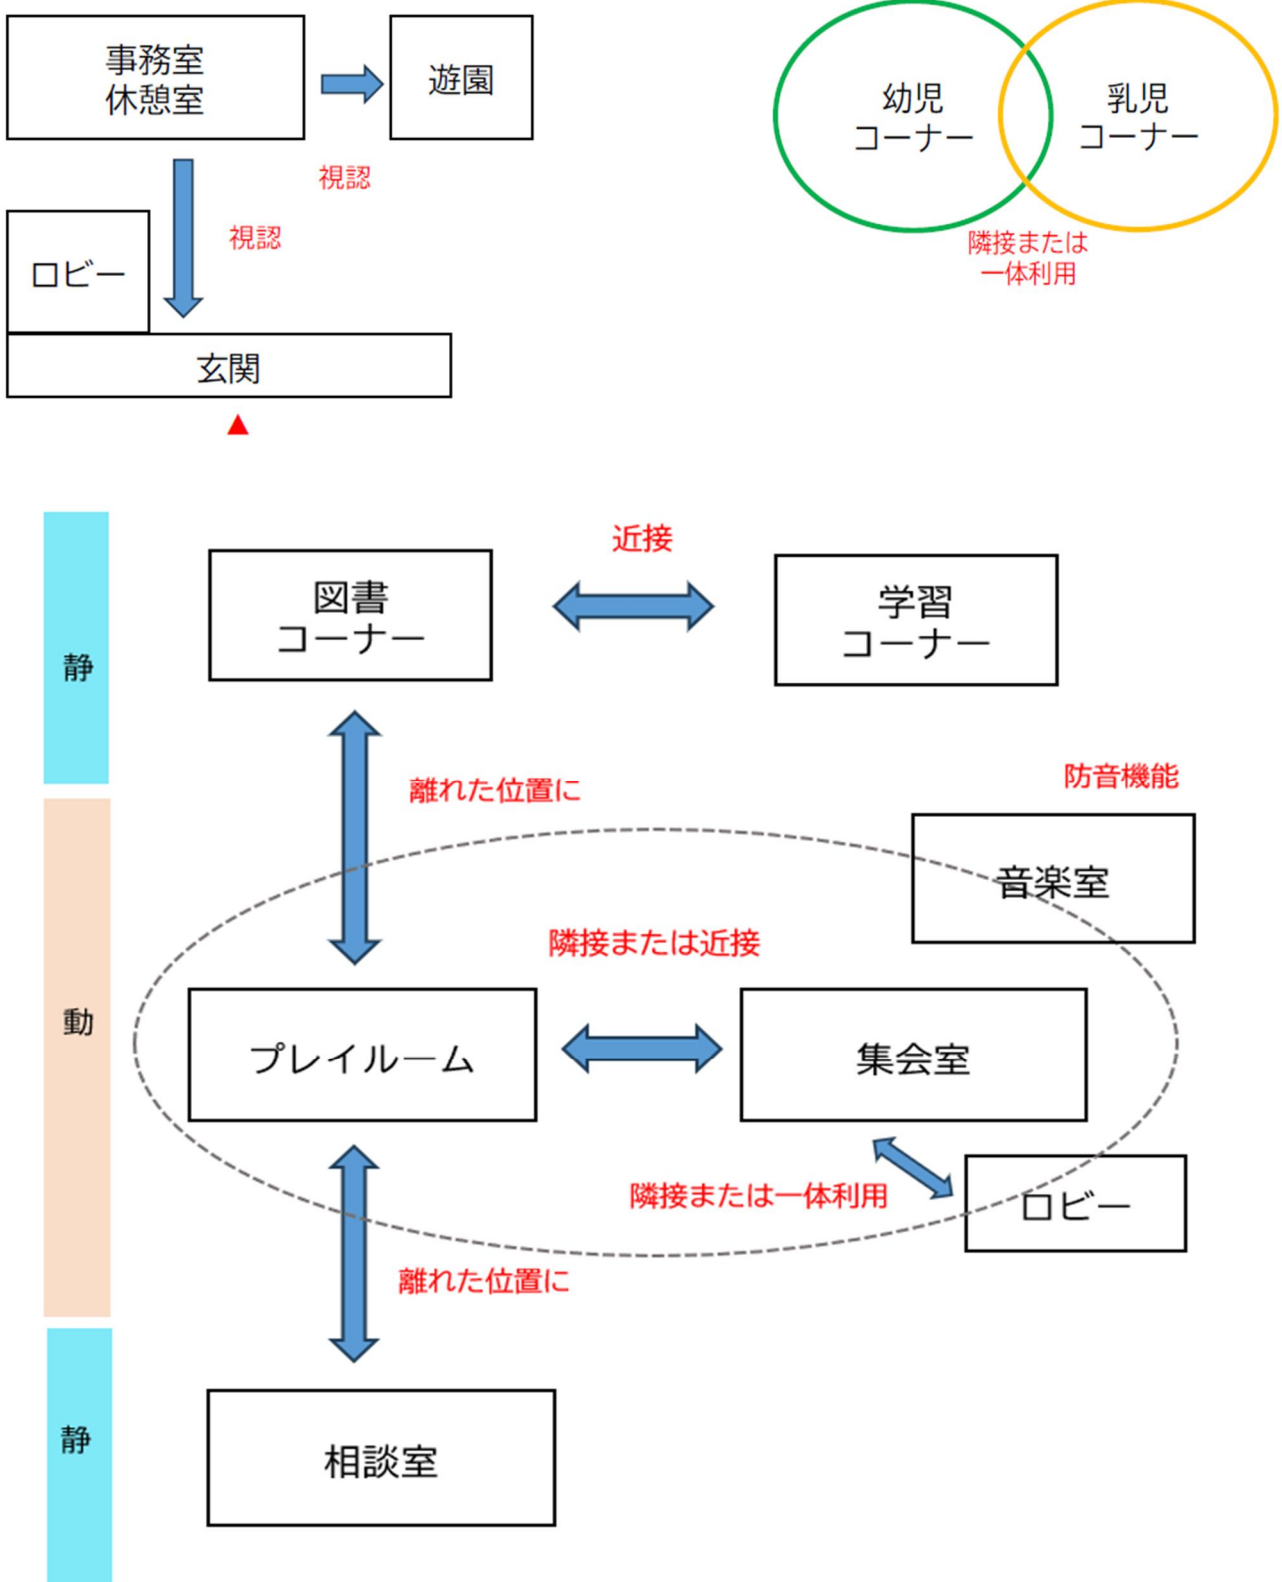 事務室
休憩室
遊園
視認
視認
ロビー
玄関
▲
幼児
コーナー
乳児
コーナー
隣接または
一体利用
静
図書
コーナー
近接
学習
コーナー
離れた位置に
防音機能
音楽室
動
隣接または近接
プレイルーム
集会室
隣接または一体利用
ロビー
離れた位置に
静
相談室